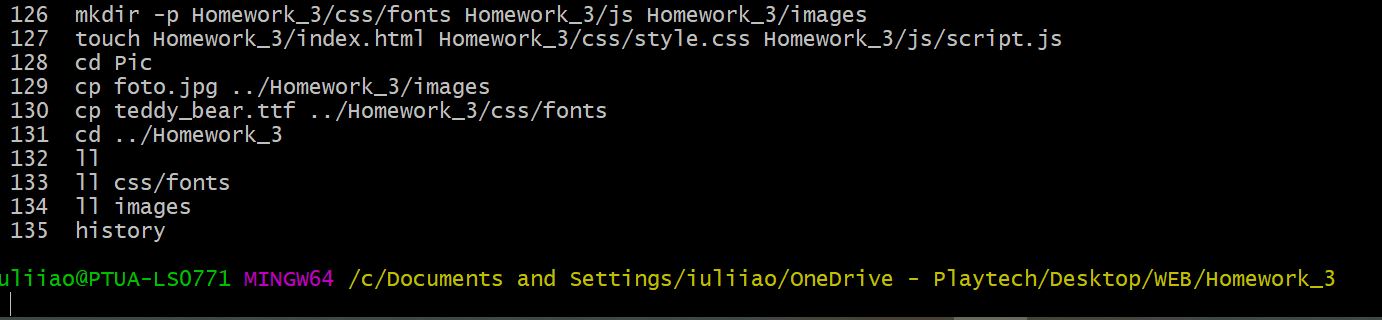 126 mkdir -p Homework_3/css/fonts Homework_3/js Homework_3/images
127 touch Homework_3/index.html Homework_3/css/style.css Homework_3/js/script.js
128 cd Pic
129 cp foto.jpg ../Homework_3/images
130 cp teddy_bear.ttf ../Homework_3/css/fonts
131 cd ../Homework_3
132 ll
133 ll css/fonts
134 ll images
135 history
iuliiao@PTUA-LS0771 MINGW64 /c/Documents and Settings/iuliiao/OneDrive - Playtech/Desktop/WEB/Homework_3